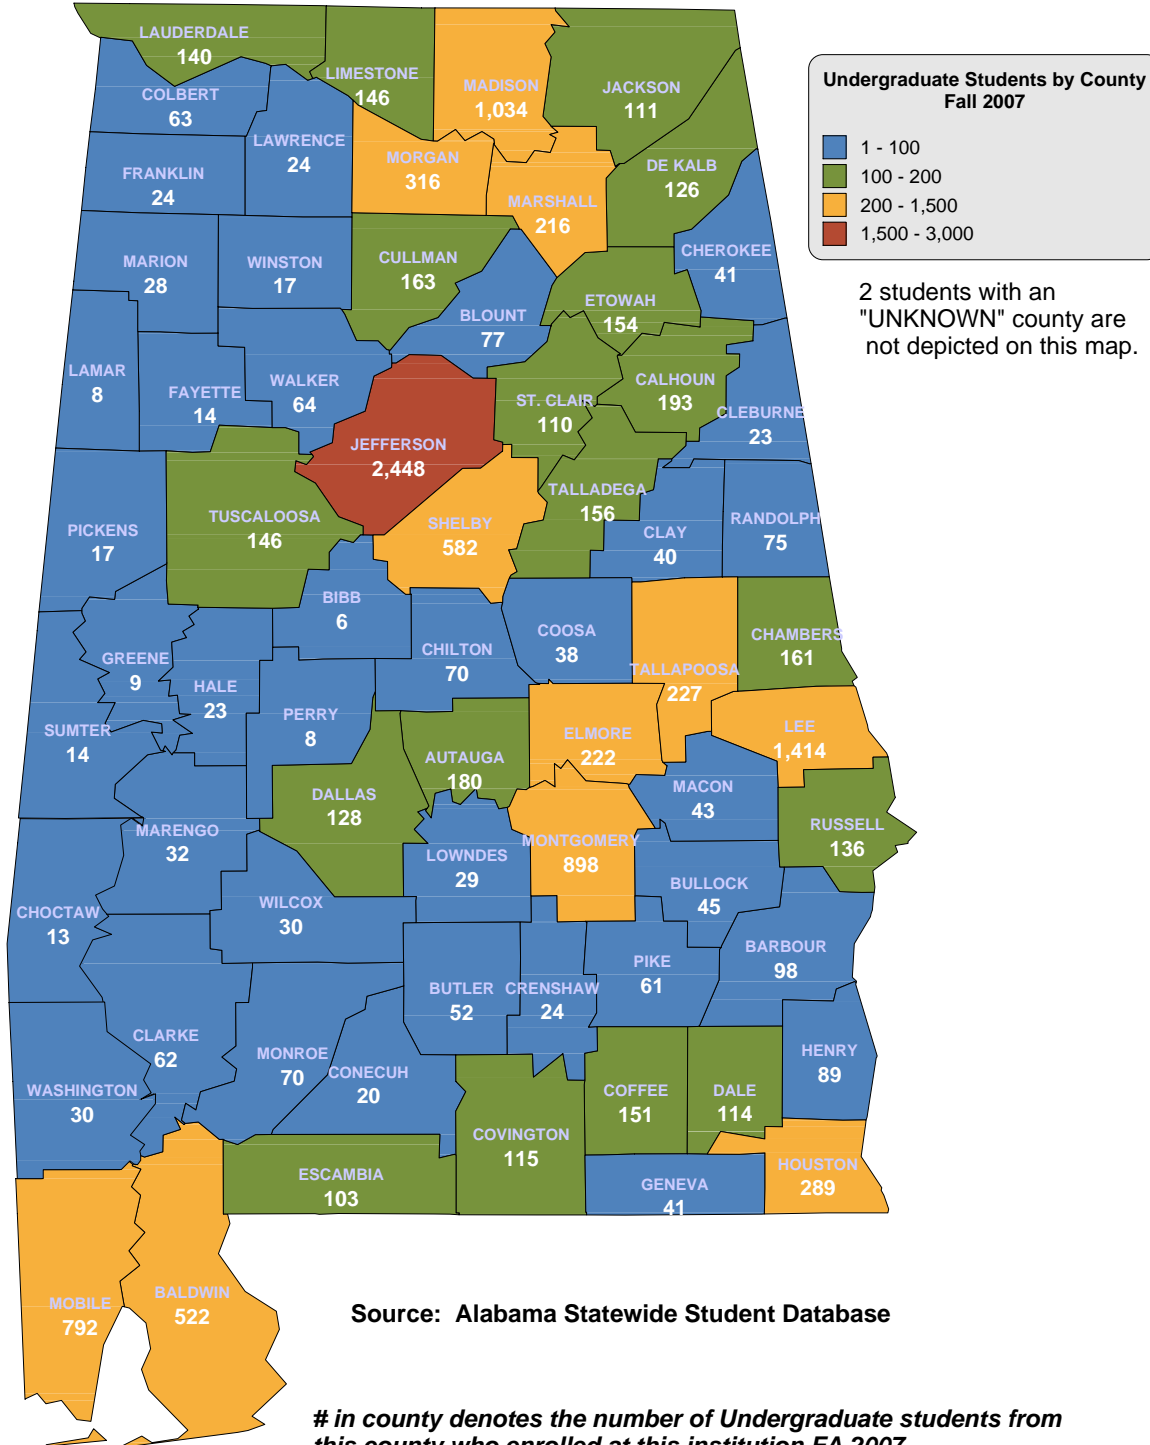 LAUDERDALE
140
LIMESTONE
146
MADISON
1,034
JACKSON
111
COLBERT
63
LAWRENCE
24
FRANKLIN
24
MORGAN
316
MARSHALL
216
DE KALB
126
CHEROKEE
41
MARION
28
WINSTON
17
CULLMAN
163
BLOUNT
77
ETOWAH
154
LAMAR
8
FAYETTE
14
WALKER
64
JEFFERSON
2,448
ST. CLAIR
110
CALHOUN
193
CLEBURNE
23
PICKENS
17
TUSCALOOSA
146
SHELBY
582
TALLADEGA
156
CLAY
40
RANDOLPH
75
BIBB
6
GREENE
9
HALE
23
CHILTON
70
COOSA
38
TALLAPOOSA
227
CHAMBERS
161
SUMTER
14
PERRY
8
AUTAUGA
180
ELMORE
222
LEE
1,414
DALLAS
128
MACON
43
RUSSELL
136
MARENGO
32
LOWNDES
29
MONTGOMERY
898
BULLOCK
45
CHOCTAW
13
WILCOX
30
BUTLER
52
CRENSHAW
24
PIKE
61
BARBOUR
98
CLARKE
62
MONROE
70
CONECUH
20
HENRY
89
WASHINGTON
30
COVINGTON
115
COFFEE
151
DALE
114
ESCAMBIA
103
GENEVA
41
HOUSTON
289
MOBILE
792
BALDWIN
522
Undergraduate Students by County
Fall 2007
1 - 100
100 - 200
200 - 1,500
1,500 - 3,000
2 students with an
"UNKNOWN" county are
not depicted on this map.
Source: Alabama Statewide Student Database
# in county denotes the number of Undergraduate students from
this county who enrolled at this institution FA 2007